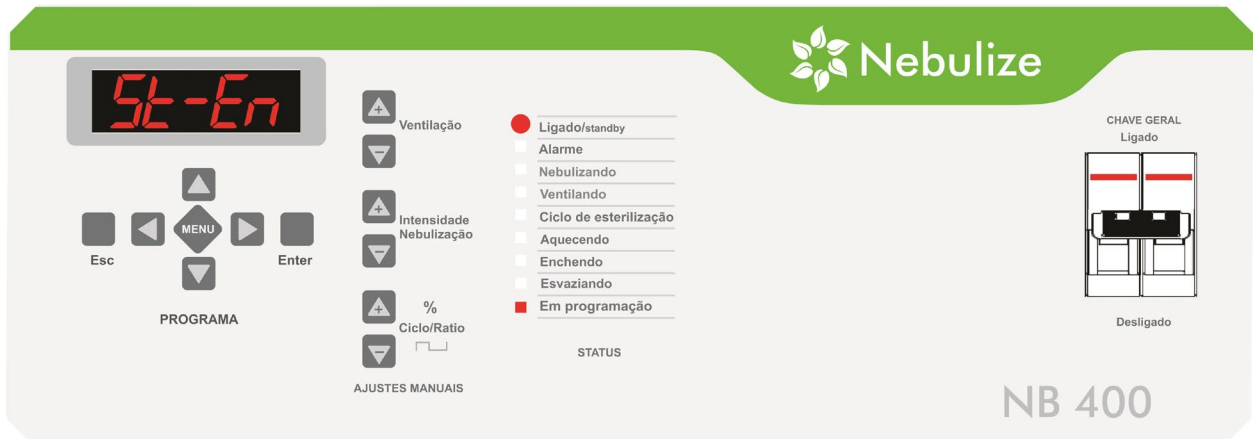 Nebulize
St-En
Ventilação
Intensidade
Nebulização
%
Ciclo/Ratio
AJUSTES MANUAIS
MENU
Esc
Enter
PROGRAMA
Ligado/standby
Alarme
Nebulizando
Ventilando
Ciclo de esterilização
Aquecendo
Enchendo
Esvaziando
Em programação
STATUS
CHAVE GERAL
Ligado
Desligado
NB 400